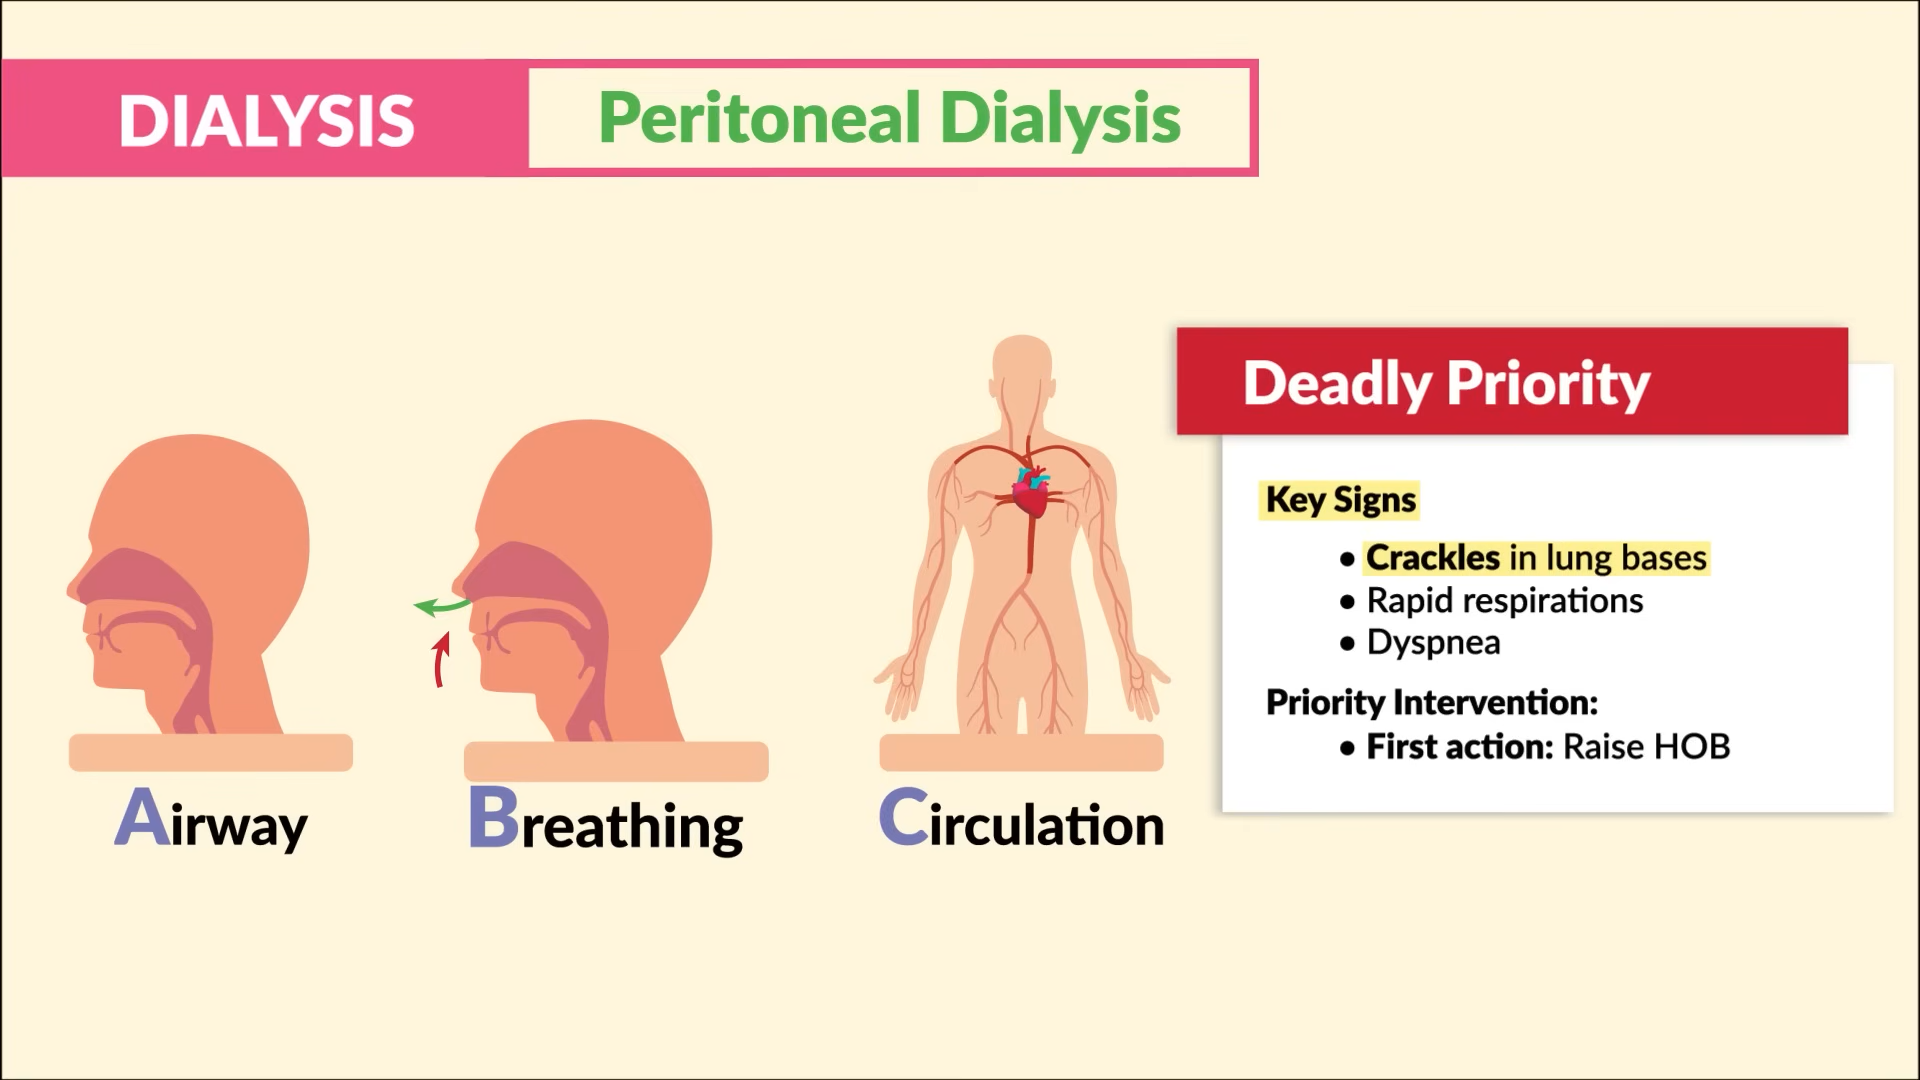 DIALYSIS
Peritoneal Dialysis
Airway
Breathing
Circulation
Deadly Priority
Key Signs
• Crackles in lung bases
• Rapid respirations
• Dyspnea
Priority Intervention:
• First action: Raise HOB